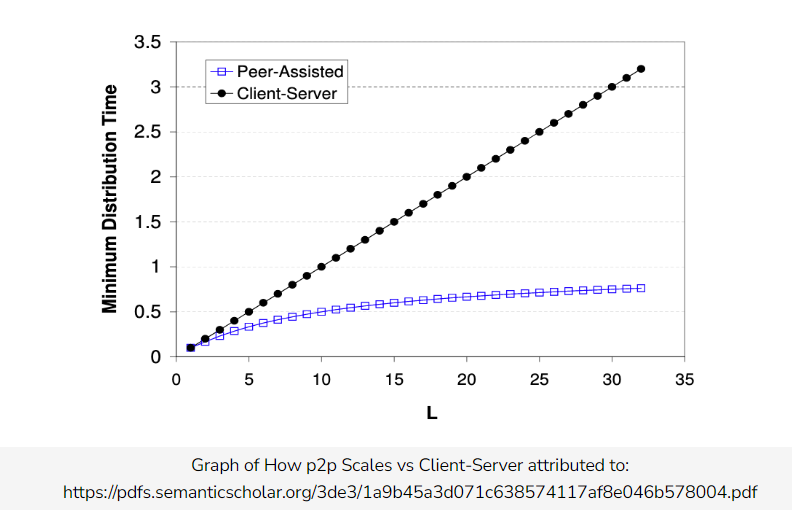 3.5
3
2.5
2
1.5
1
0.5
0
Minimum Distribution Time
Peer-Assisted
Client-Server
0 5 10 15 20 25 30 35
L
Graph of How p2p Scales vs Client-Server attributed to:
https://pdfs.semanticscholar.org/3de3/1a9b45a3d071c638574117af8e046b578004.pdf